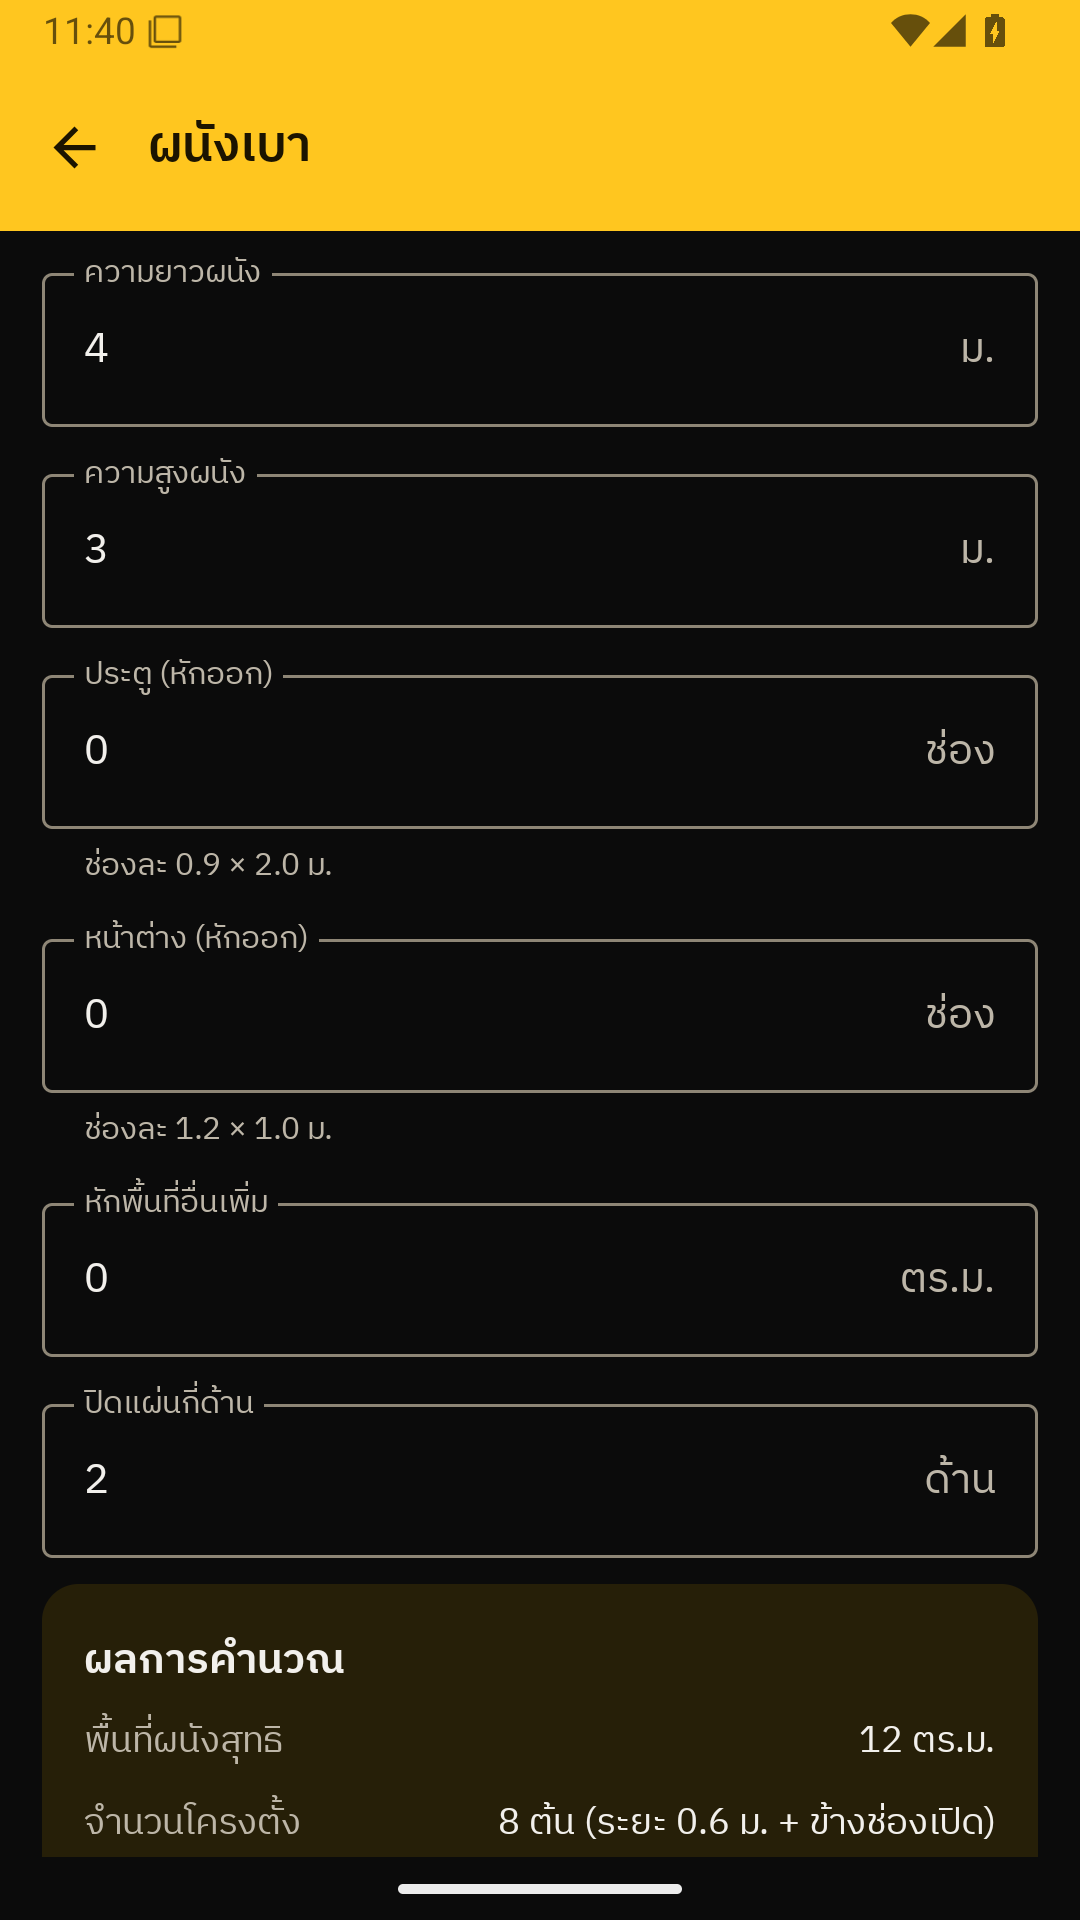 11:40
ผนังเบา
ความยาวผนัง
4 ม.
ความสูงผนัง
3 ม.
ประตู (หักออก)
0 ช่อง
ช่องละ 0.9 × 2.0 ม.
หน้าต่าง (หักออก)
0 ช่อง
ช่องละ 1.2 × 1.0 ม.
หักพื้นที่อื่นเพิ่ม
0 ตร.ม.
ปิดแผ่นกี่ด้าน
2 ด้าน
ผลการคำนวณ
พื้นที่ผนังสุทธิ 12 ตร.ม.
จำนวนโครงตั้ง 8 ต้น (ระยะ 0.6 ม. + ข้างช่องเปิด)